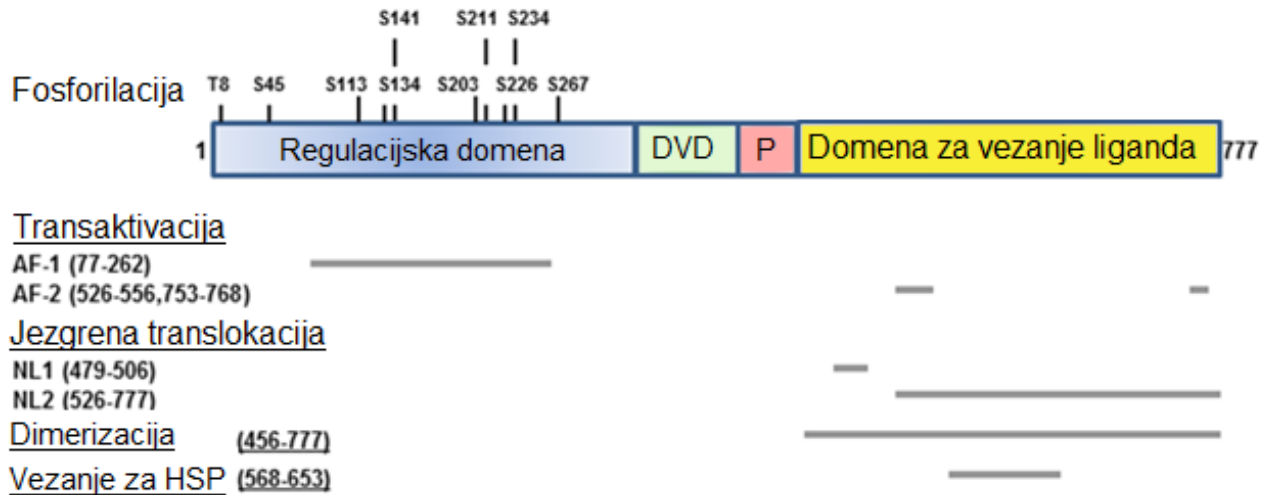 S141 S211 S234
Fosforilacija T8 S45 S113 S134 S203 S226 S267
1 Regulacijska domena DVD P Domena za vezanje liganda 777
Transaktivacija
AF-1 (77-262)
AF-2 (526-556,753-768)
Jezgrena translokacija
NL1 (479-506)
NL2 (526-777)
Dimerizacija (456-777)
Vezanje za HSP (568-653)